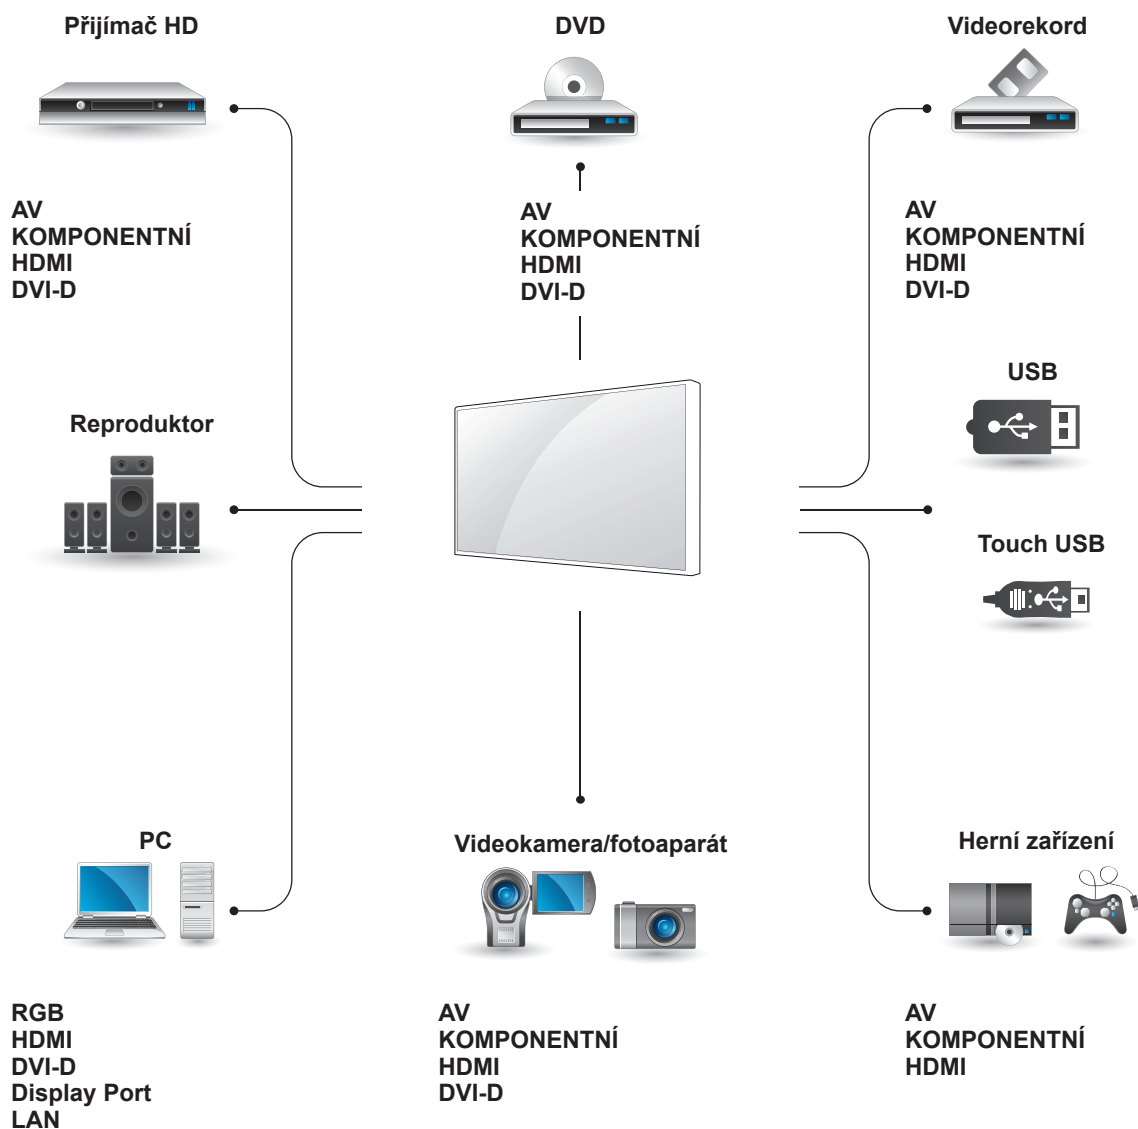 Přijímač HD
AV
KOMPONENTNÍ
HDMI
DVI-D
DVD
AV
KOMPONENTNÍ
HDMI
DVI-D
Videorekord
AV
KOMPONENTNÍ
HDMI
DVI-D
Reproduktor
USB
Touch USB
PC
RGB
HDMI
DVI-D
Display Port
LAN
Videokamera/fotoaparát
AV
KOMPONENTNÍ
HDMI
DVI-D
Herní zařízení
AV
KOMPONENTNÍ
HDMI